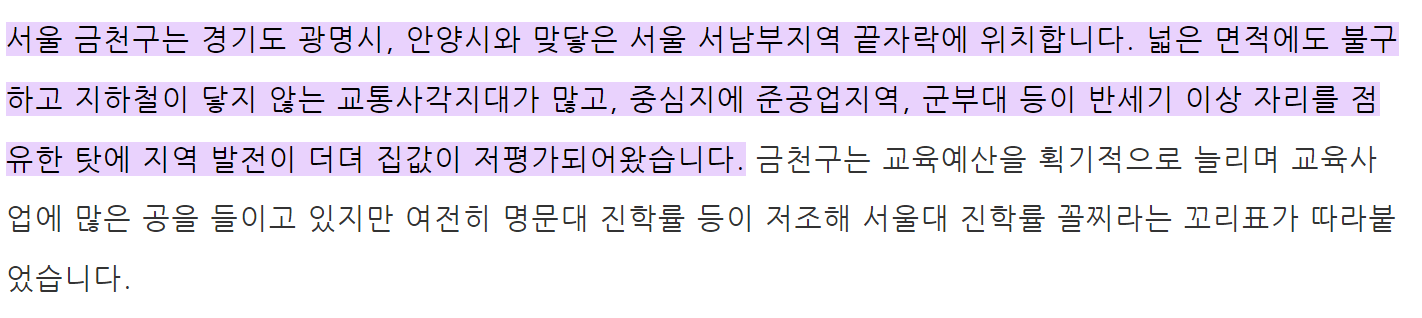 서울 금천구는 경기도 광명시, 안양시와 맞닿은 서울 서남부지역 끝자락에 위치합니다. 넓은 면적에도 불구
하고 지하철이 닿지 않는 교통사각지대가 많고, 중심지에 준공업지역, 군부대 등이 반세기 이상 자리를 점
유한 탓에 지역 발전이 더뎌 집값이 저평가되어왔습니다. 금천구는 교육예산을 획기적으로 늘리며 교육사
업에 많은 공을 들이고 있지만 여전히 명문대 진학률 등이 저조해 서울대 진학률 꼴찌라는 꼬리표가 따라붙
었습니다.